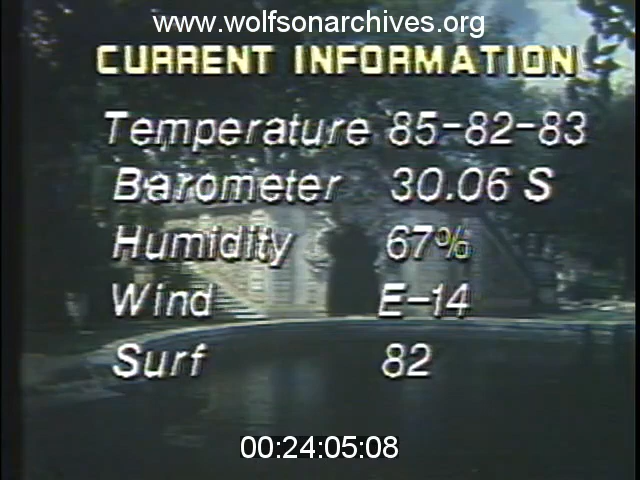 www.wolfsonarchives.org
CURRENT INFORMATION
Temperature 85-82-83
Barometer 30.06 S
Humidity 67%
Wind E-14
Surf 82
00:24:05:08